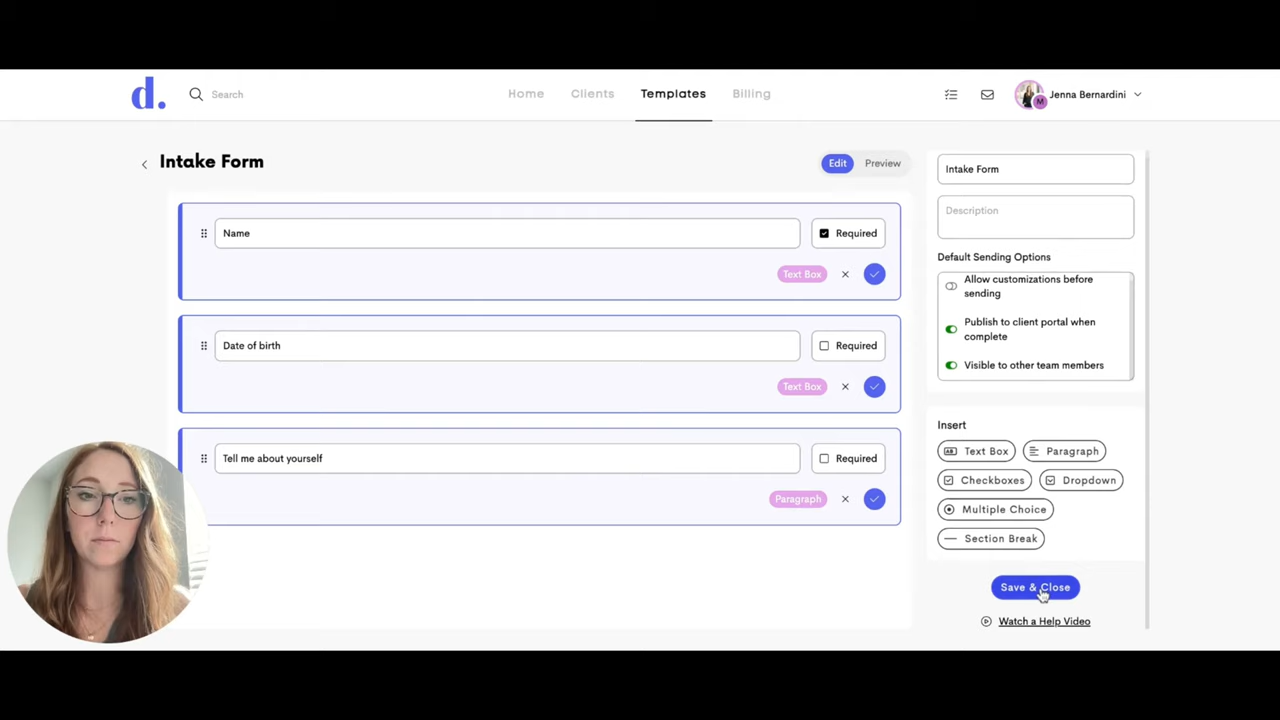 d.
Search
Home
Clients
Templates
Billing
M
Jenna Bernardini
Intake Form
Edit
Preview
Name
Required
Text Box
Date of birth
Required
Text Box
Tell me about yourself
Required
Paragraph
Intake Form
Description
Default Sending Options
Allow customizations before
sending
Publish to client portal when
complete
Visible to other team members
Insert
Text Box
Paragraph
Checkboxes
Dropdown
Multiple Choice
Section Break
Save & Close
Watch a Help Video